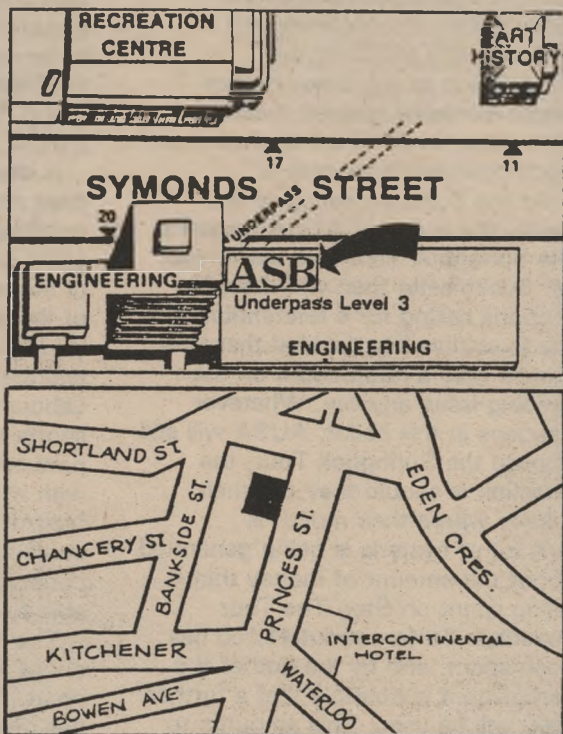 RECREATION
CENTRE
ART
HISTORY
17
11
SYMONDS STREET
20
UNDERPASS
ENGINEERING
ASB
Underpass Level 3
ENGINEERING
SHORTLAND ST.
CHANCERY ST.
BANKSIDE ST.
PRINCES ST.
EDEN CRES.
KITCHENER
INTERCONTINENTAL
HOTEL
BOWEN AVE
WATERLOO